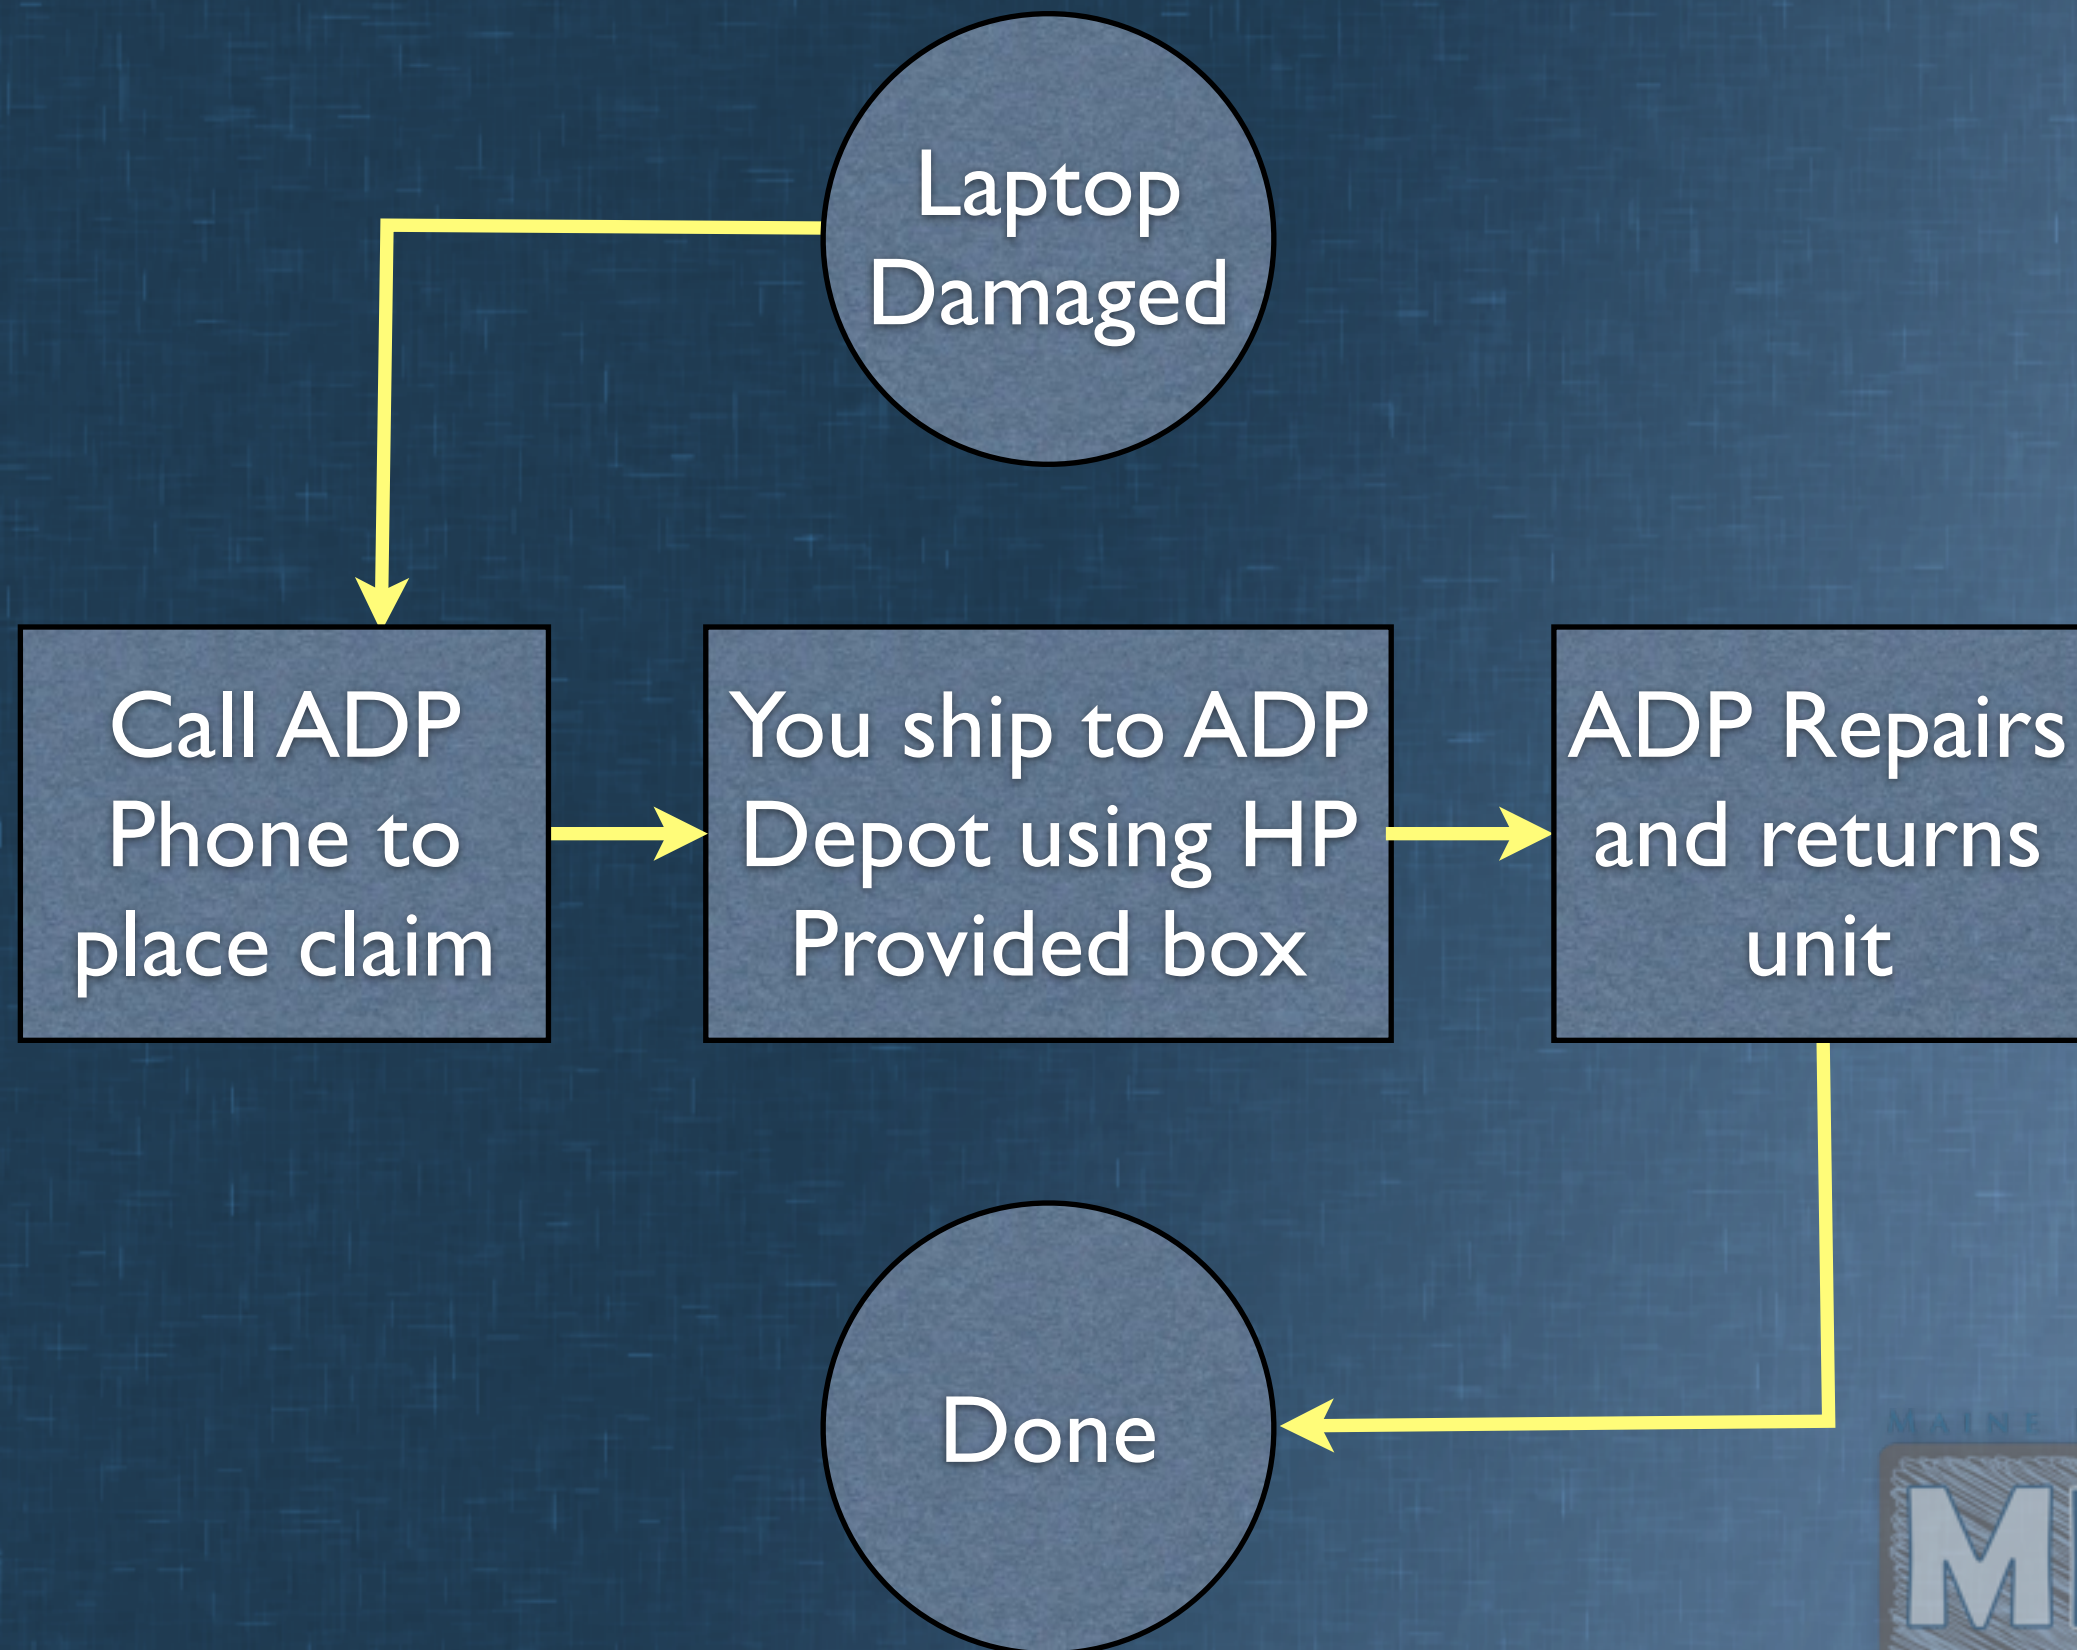 Laptop
Damaged
Call ADP
Phone to
place claim
You ship to ADP
Depot using HP
Provided box
ADP Repairs
and returns
unit
Done
MAINE
M